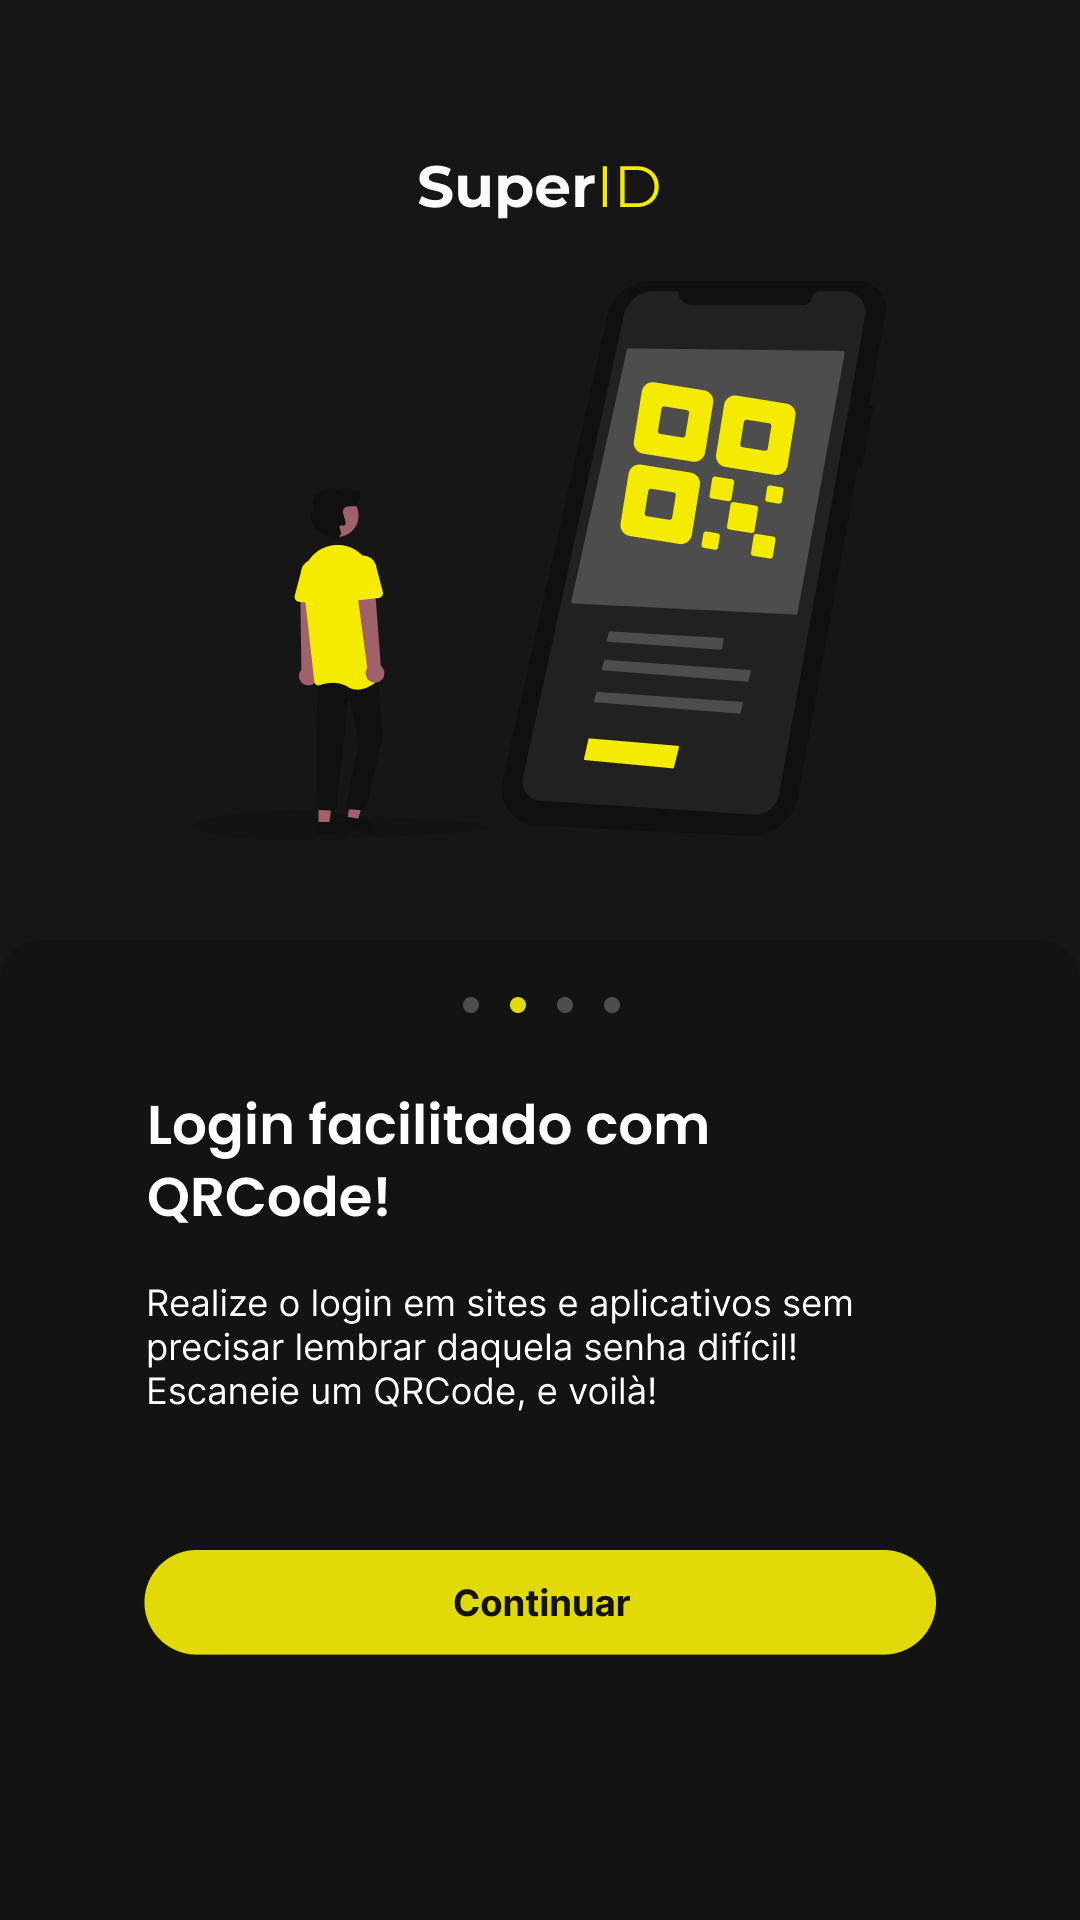 SuperID
Login facilitado com
QRCode!
Realize o login em sites e aplicativos sem
precisar lembrar daquela senha difícil!
Escaneie um QRCode, e voilà!
Continuar